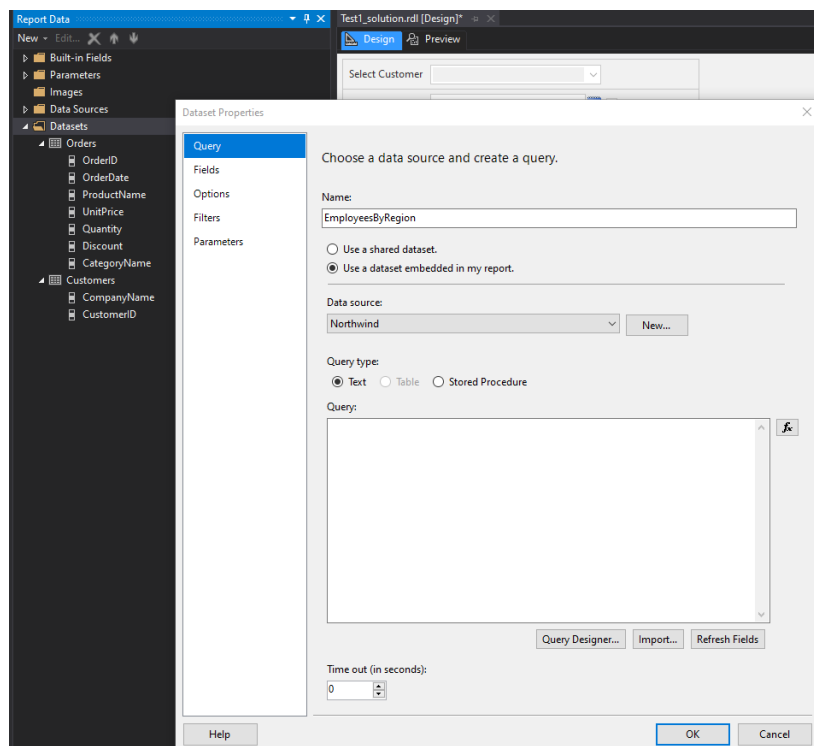 Report Data
Test1_solution.rdl [Design]*
New Edit...
Design Preview
Built-in Fields
Parameters
Images
Data Sources
Datasets
Orders
OrderID
OrderDate
ProductName
UnitPrice
Quantity
Discount
CategoryName
Customers
CompanyName
CustomerID
Select Customer
Dataset Properties
Query
Fields
Options
Filters
Parameters
Choose a data source and create a query.
Name:
EmployeesByRegion
Use a shared dataset.
Use a dataset embedded in my report.
Data source:
Northwind
New...
Query type:
Text Table Stored Procedure
Query:
fx
Query Designer... Import... Refresh Fields
Time out (in seconds):
0
Help OK Cancel